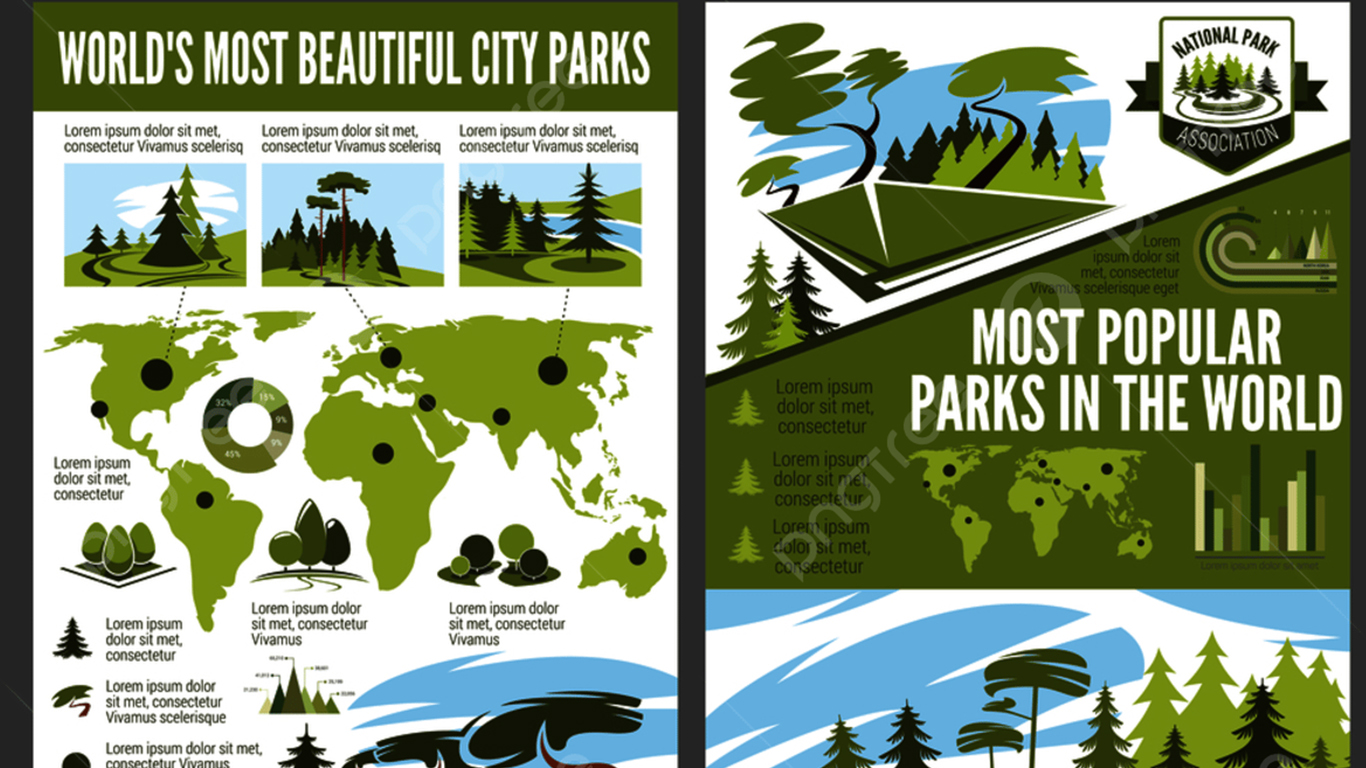 WORLD'S MOST BEAUTIFUL CITY PARKS
Lorem ipsum dolor sit met,
consectetur Vivamus scelerisq
Lorem ipsum dolor sit met,
consectetur Vivamus scelerisq
Lorem ipsum dolor sit met,
consectetur Vivamus scelerisq
32%
15%
9%
9%
45%
Lorem ipsum
dolor sit met,
consectetur
Lorem ipsum
dolor sit met,
consectetur
Lorem ipsum dolor
sit met, consectetur
Vivamus
Lorem ipsum dolor
sit met, consectetur
Vivamus
Lorem ipsum dolor
sit met, consectetur
Vivamus scelerisque
Lorem ipsum dolor sit met,
consectetur Vivamus
NATIONAL PARK
ASSOCIATION
Lorem
ipsum dolor sit
met, consectetur
Vivamus scelerisque eget
MOST POPULAR
PARKS IN THE WORLD
Lorem ipsum
dolor sit met,
consectetur
Lorem ipsum
dolor sit met,
consectetur
Lorem ipsum
dolor sit met,
consectetur
Lorem ipsum dolor sit amet
pngtree